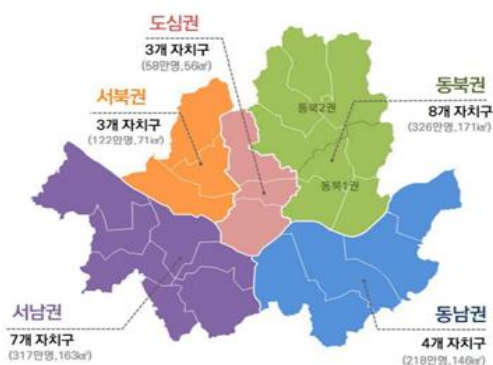 도심권
3개 자치구
(58만명,56㎢)
서북권
3개 자치구
(122만명,71㎢)
동북2권
동북권
8개 자치구
(326만명,171㎢)
동북1권
서남권
7개 자치구
(317만명,163㎢)
동남권
4개 자치구
(218만명,146㎢)